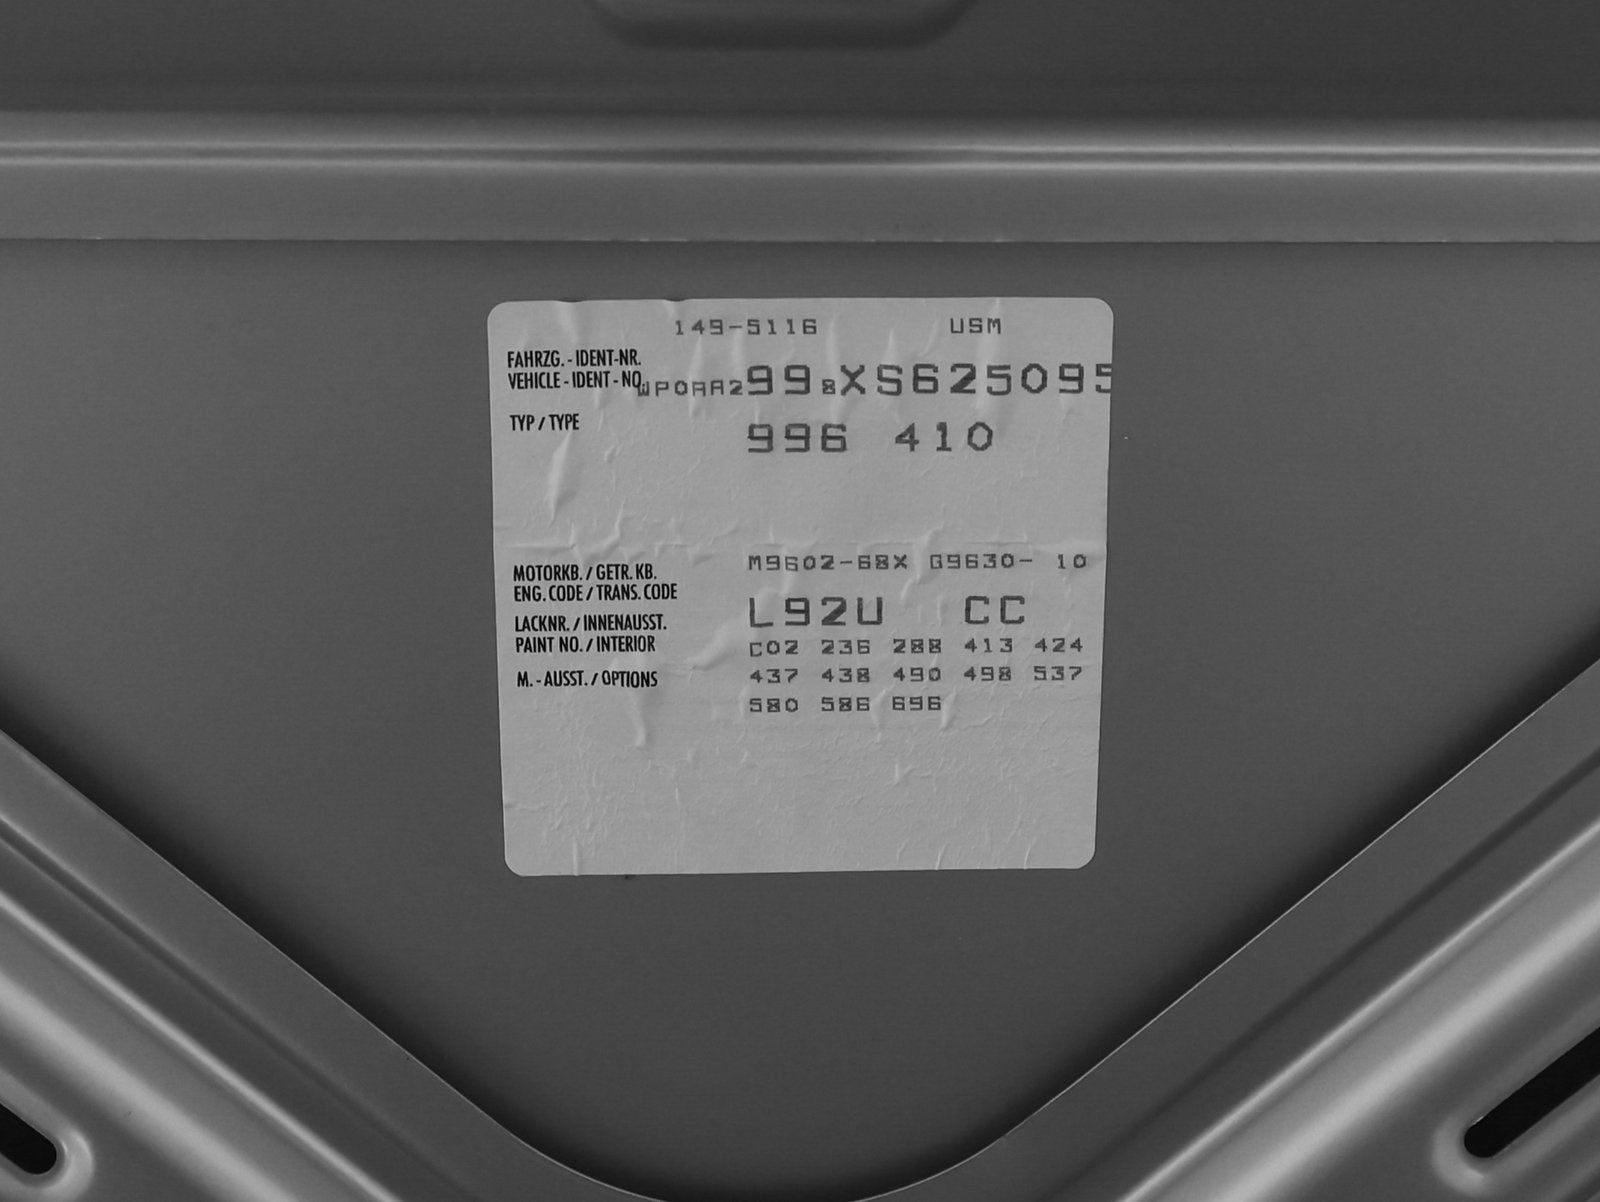 149-5116 USM
FAHRZG. - IDENT-NR.
VEHICLE - IDENT - NO. WP0AA2998XS625095
TYP / TYPE 996 410
MOTORKB. / GETR. KB. M9602-68X G9630- 10
ENG. CODE / TRANS. CODE
LACKNR. / INNENAUSST. L92U CC
PAINT NO. / INTERIOR C02 236 288 413 424
M. - AUSST. / OPTIONS 437 438 490 498 537
580 586 696